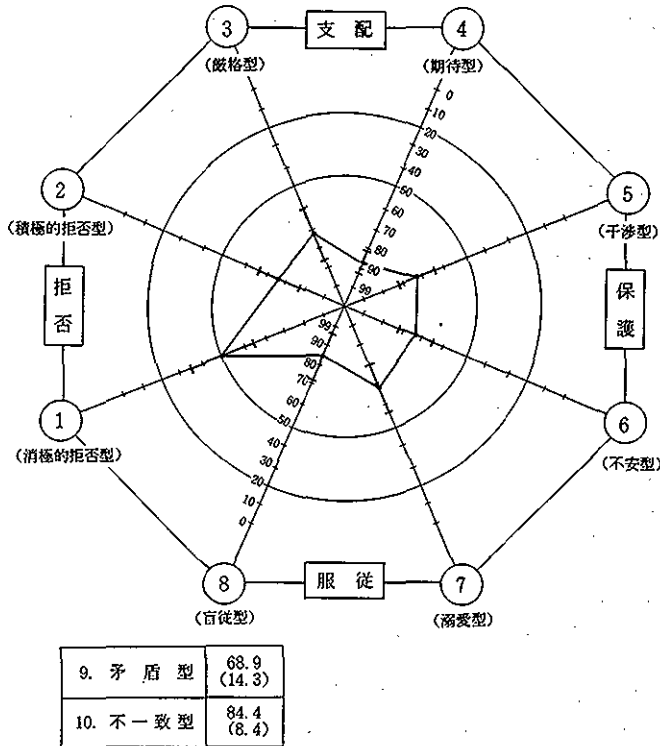 3
支配
4
(厳格型)
(期待型)
0
10
20
30
40
60
60
70
80
90
99
2
(積極的拒否型)
5
(干渉型)
拒否
保護
99
90
80
70
60
50
40
30
20
10
0
1
(消極的拒否型)
6
(不安型)
8
服従
7
(盲従型)
(溺愛型)
9. 矛盾型 68.9
(14.3)
10. 不一致型 84.4
(8.4)